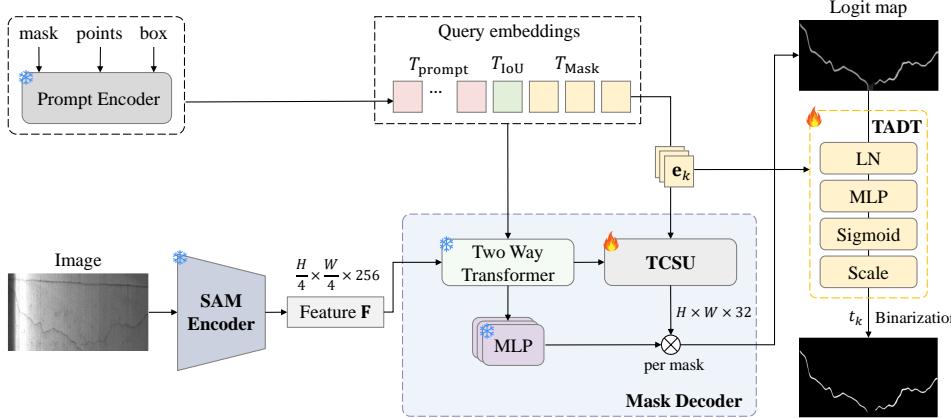 mask points box
Prompt Encoder
Query embeddings
T_prompt ... T_IoU T_Mask
e_k
Logit map
TADT
LN
MLP
Sigmoid
Scale
t_k Binarization
Image
SAM
Encoder
H/4 × W/4 × 256
Feature F
Two Way
Transformer
TCSU
H × W × 32
MLP
per mask
Mask Decoder